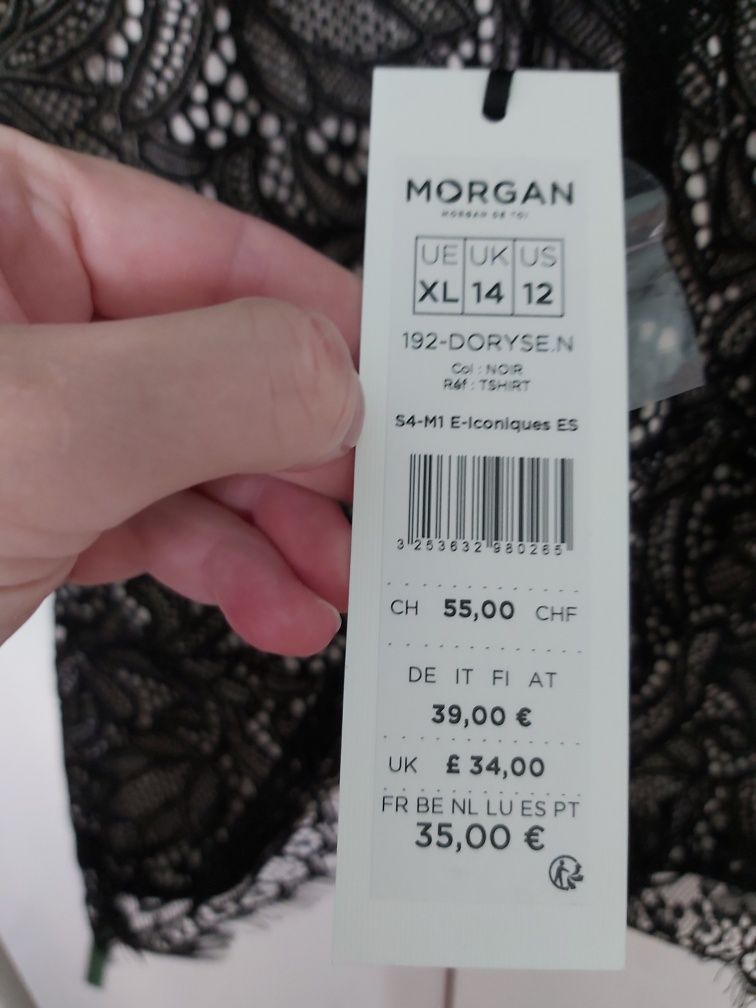 MORGAN
MORGAN DE TOI
UE UK US
XL 14 12
192-DORYSE.N
Col : NOIR
Réf : TSHIRT
S4-M1 E-Iconiques ES
3 253632 980265
CH 55,00 CHF
DE IT FI AT
39,00 €
UK £ 34,00
FR BE NL LU ES PT
35,00 €